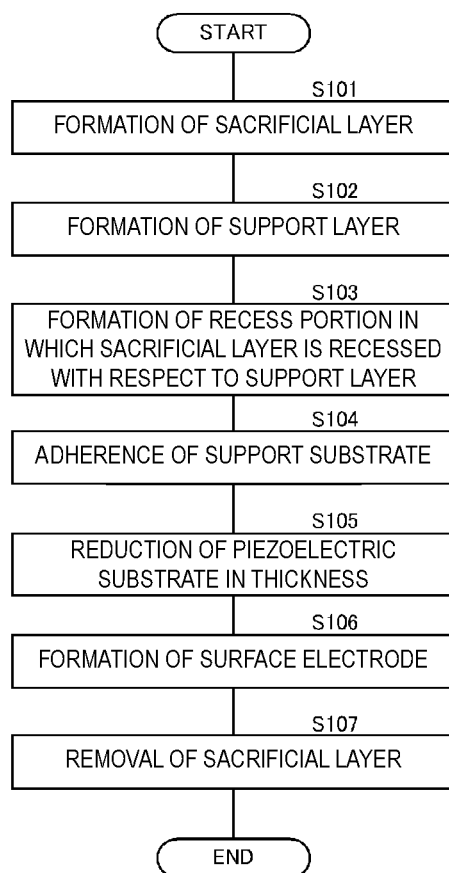 START
S101
FORMATION OF SACRIFICIAL LAYER
S102
FORMATION OF SUPPORT LAYER
S103
FORMATION OF RECESS PORTION IN
WHICH SACRIFICIAL LAYER IS RECESSED
WITH RESPECT TO SUPPORT LAYER
S104
ADHERENCE OF SUPPORT SUBSTRATE
S105
REDUCTION OF PIEZOELECTRIC
SUBSTRATE IN THICKNESS
S106
FORMATION OF SURFACE ELECTRODE
S107
REMOVAL OF SACRIFICIAL LAYER
END